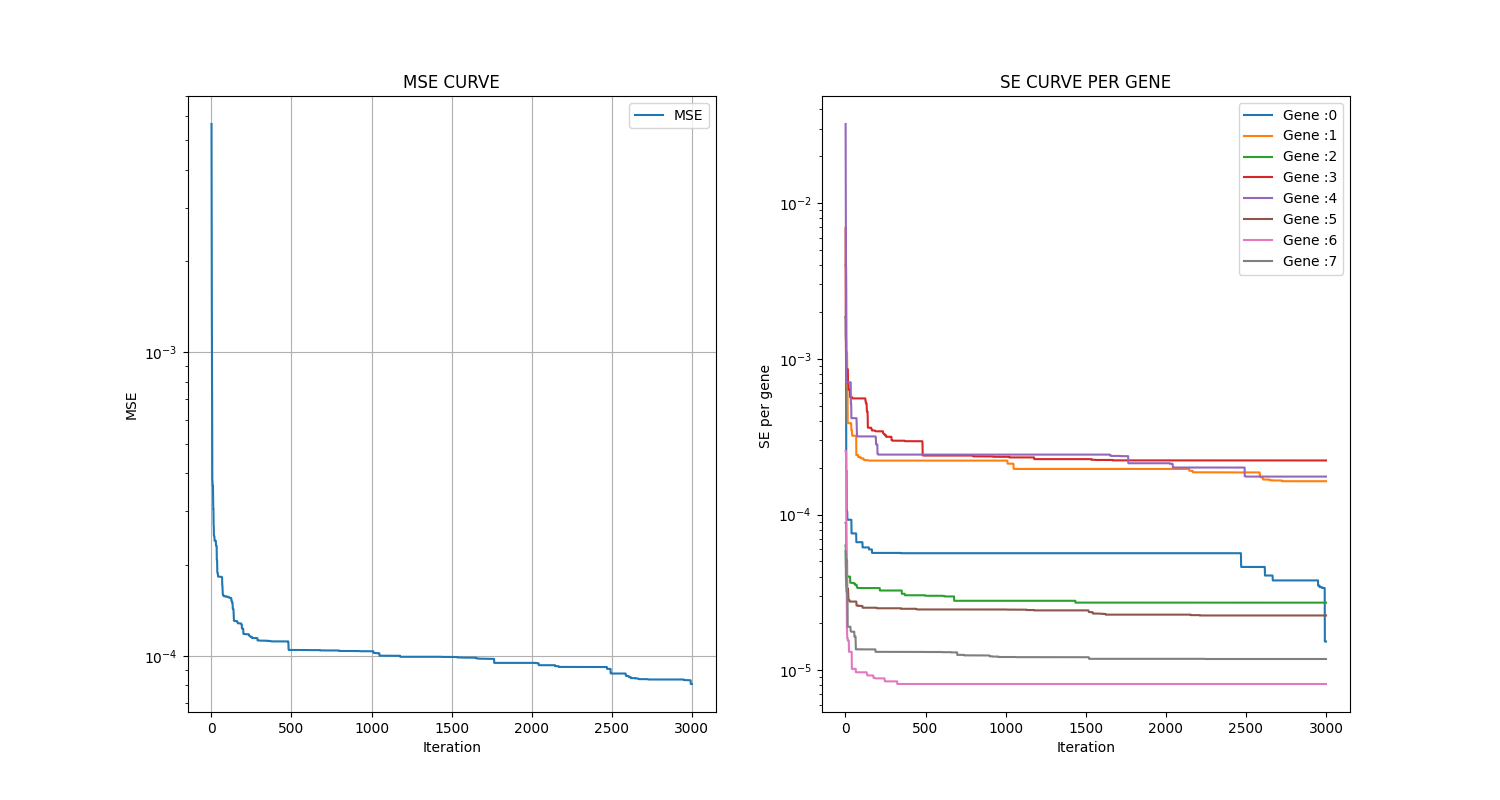 MSE CURVE
MSE
10^-3
10^-4
MSE
0 500 1000 1500 2000 2500 3000
Iteration
SE CURVE PER GENE
Gene :0
Gene :1
Gene :2
Gene :3
Gene :4
Gene :5
Gene :6
Gene :7
10^-2
10^-3
10^-4
10^-5
SE per gene
0 500 1000 1500 2000 2500 3000
Iteration